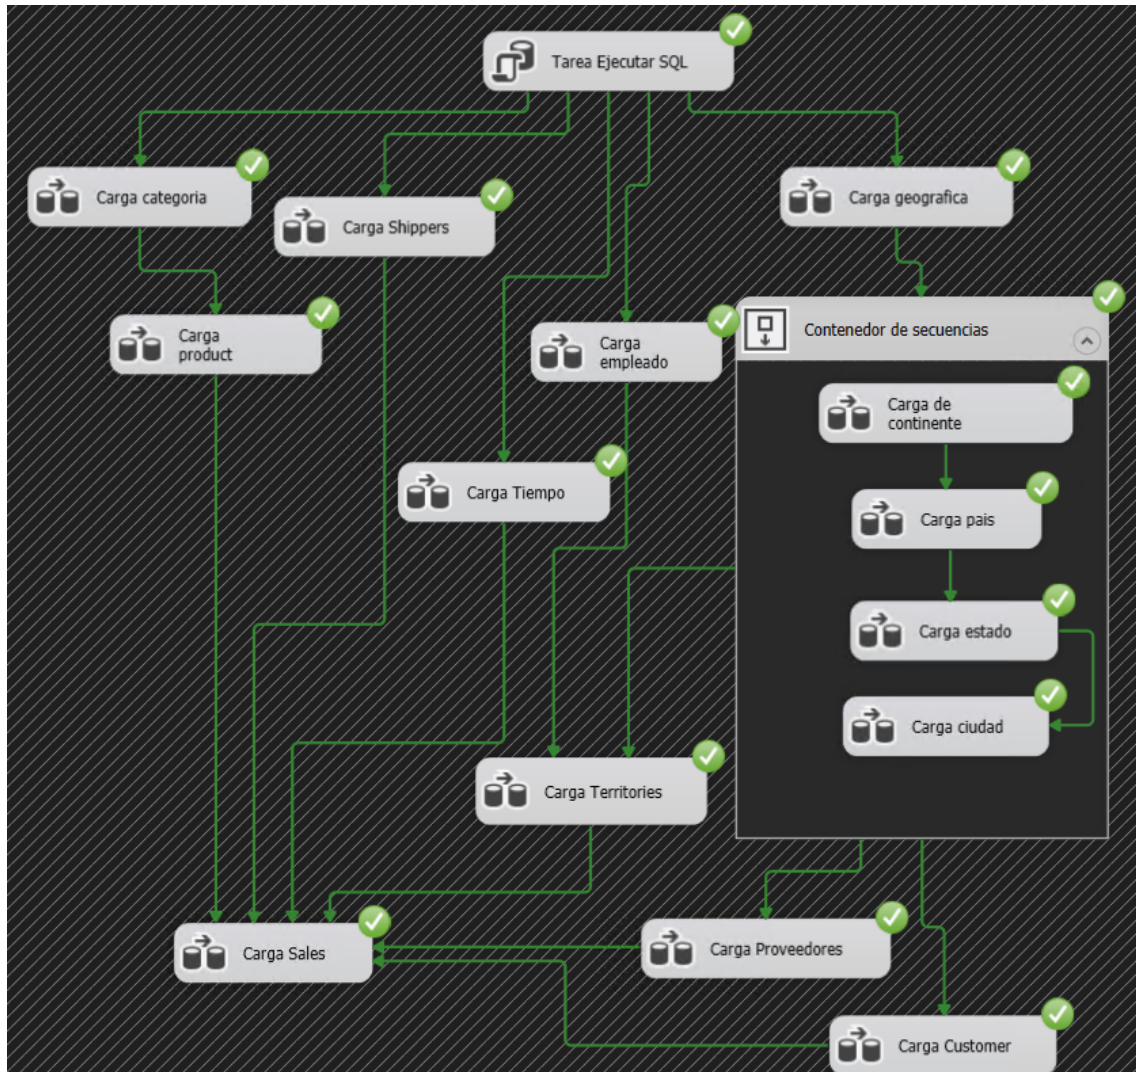 Tarea Ejecutar SQL
Carga categoria
Carga Shippers
Carga geografica
Carga
product
Carga
empleado
Contenedor de secuencias
Carga de
continente
Carga Tiempo
Carga pais
Carga estado
Carga ciudad
Carga Territories
Carga Sales
Carga Proveedores
Carga Customer